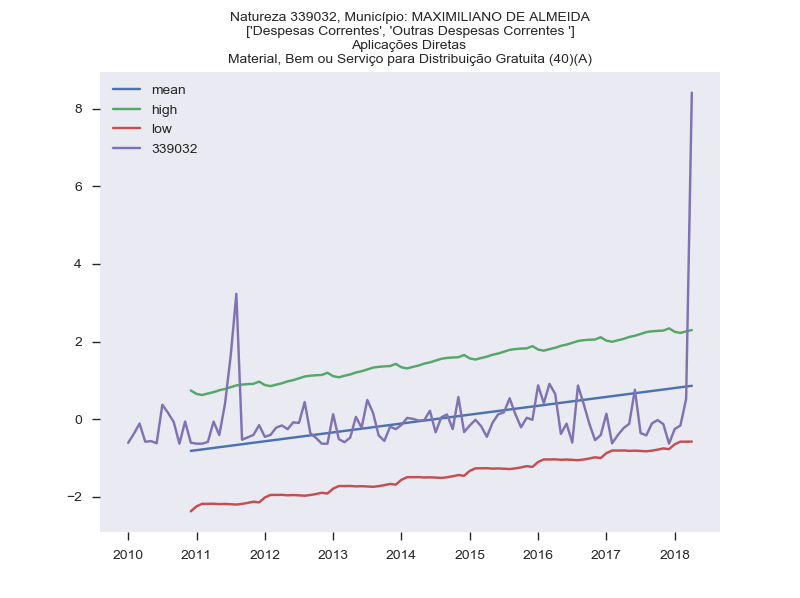 Natureza 339032, Município: MAXIMILIANO DE ALMEIDA
['Despesas Correntes', 'Outras Despesas Correntes ']
Aplicações Diretas
Material, Bem ou Serviço para Distribuição Gratuita (40)(A)
mean
high
low
339032
8
6
4
2
0
−2
2010 2011 2012 2013 2014 2015 2016 2017 2018